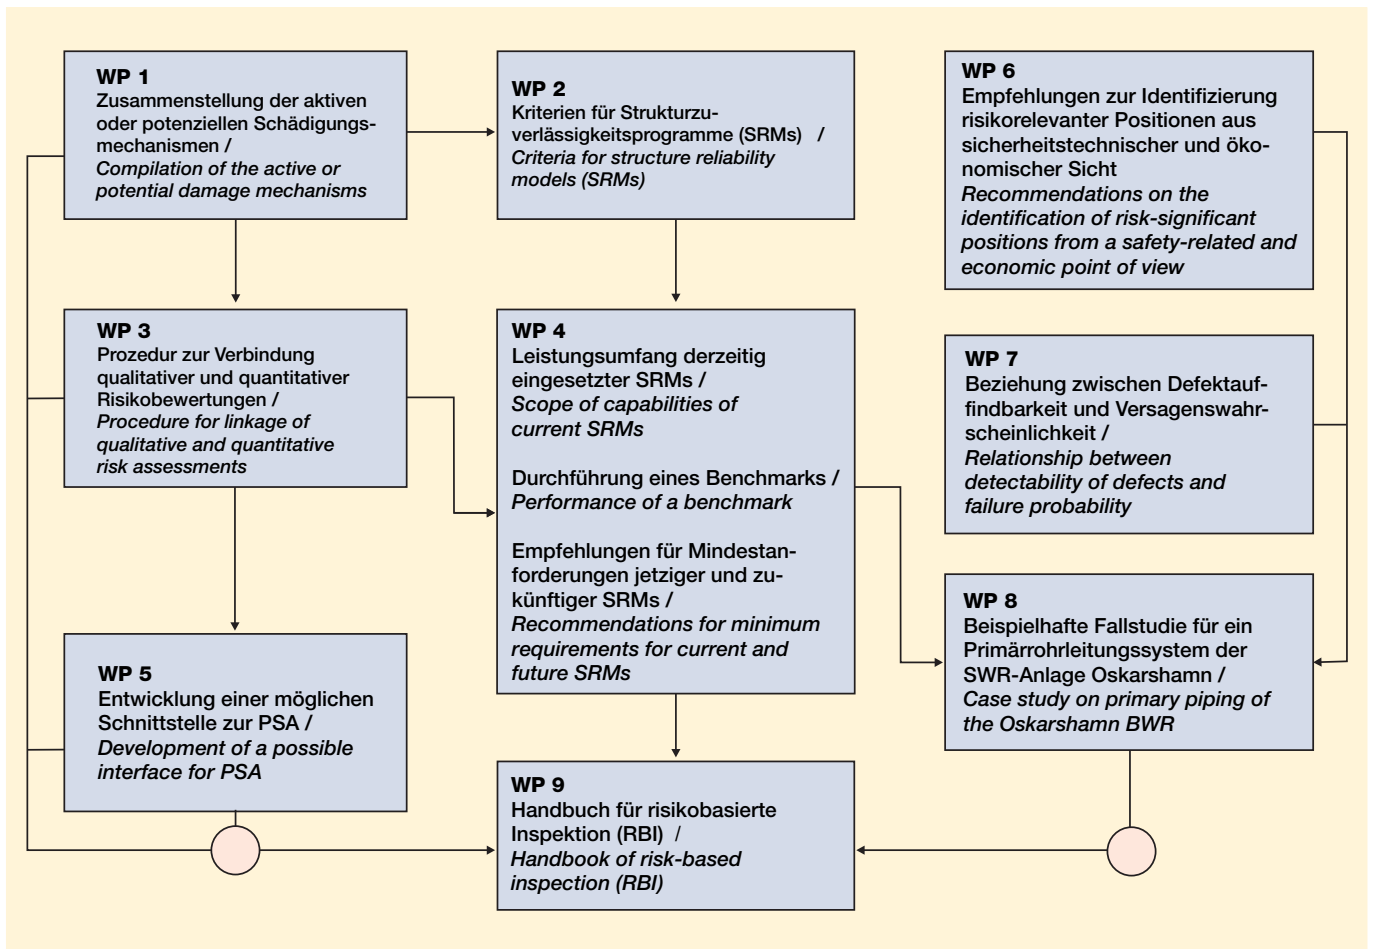 WP 1
Zusammenstellung der aktiven
oder potenziellen Schädigungs-
mechanismen /
Compilation of the active or
potential damage mechanisms
WP 2
Kriterien für Strukturzu-
verlässigkeitsprogramme (SRMs) /
Criteria for structure reliability
models (SRMs)
WP 6
Empfehlungen zur Identifizierung
risikorelevanter Positionen aus
sicherheitstechnischer und öko-
nomischer Sicht
Recommendations on the
identification of risk-significant
positions from a safety-related and
economic point of view
WP 3
Prozedur zur Verbindung
qualitativer und quantitativer
Risikobewertungen /
Procedure for linkage of
qualitative and quantitative
risk assessments
WP 4
Leistungsumfang derzeitig
eingesetzter SRMs /
Scope of capabilities of
current SRMs
Durchführung eines Benchmarks /
Performance of a benchmark
Empfehlungen für Mindestan-
forderungen jetziger und zu-
künftiger SRMs /
Recommendations for minimum
requirements for current and
future SRMs
WP 7
Beziehung zwischen Defektauf-
findbarkeit und Versagenswahr-
scheinlichkeit /
Relationship between
detectability of defects and
failure probability
WP 8
Beispielhafte Fallstudie für ein
Primärrohrleitungssystem der
SWR-Anlage Oskarshamn /
Case study on primary piping of
the Oskarshamn BWR
WP 5
Entwicklung einer möglichen
Schnittstelle zur PSA /
Development of a possible
interface for PSA
WP 9
Handbuch für risikobasierte
Inspektion (RBI) /
Handbook of risk-based
inspection (RBI)